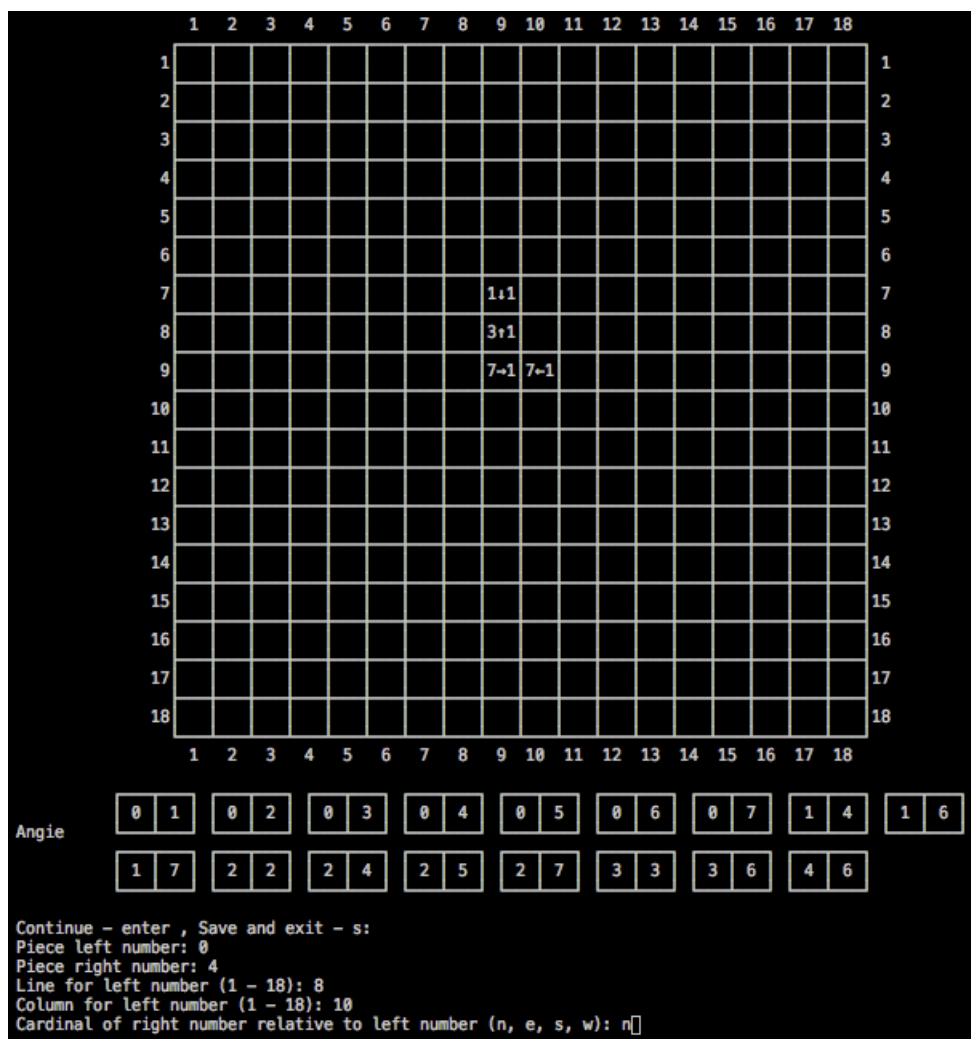 1 2 3 4 5 6 7 8 9 10 11 12 13 14 15 16 17 18
1 1
2 2
3 3
4 4
5 5
6 6
7 1↓1 7
8 3↑1 8
9 7→1 7←1 9
10 10
11 11
12 12
13 13
14 14
15 15
16 16
17 17
18 18
1 2 3 4 5 6 7 8 9 10 11 12 13 14 15 16 17 18
0 1 0 2 0 3 0 4 0 5 0 6 0 7 1 4 1 6
Angie
1 7 2 2 2 4 2 5 2 7 3 3 3 6 4 6
Continue – enter , Save and exit – s:
Piece left number: 0
Piece right number: 4
Line for left number (1 – 18): 8
Column for left number (1 – 18): 10
Cardinal of right number relative to left number (n, e, s, w): n